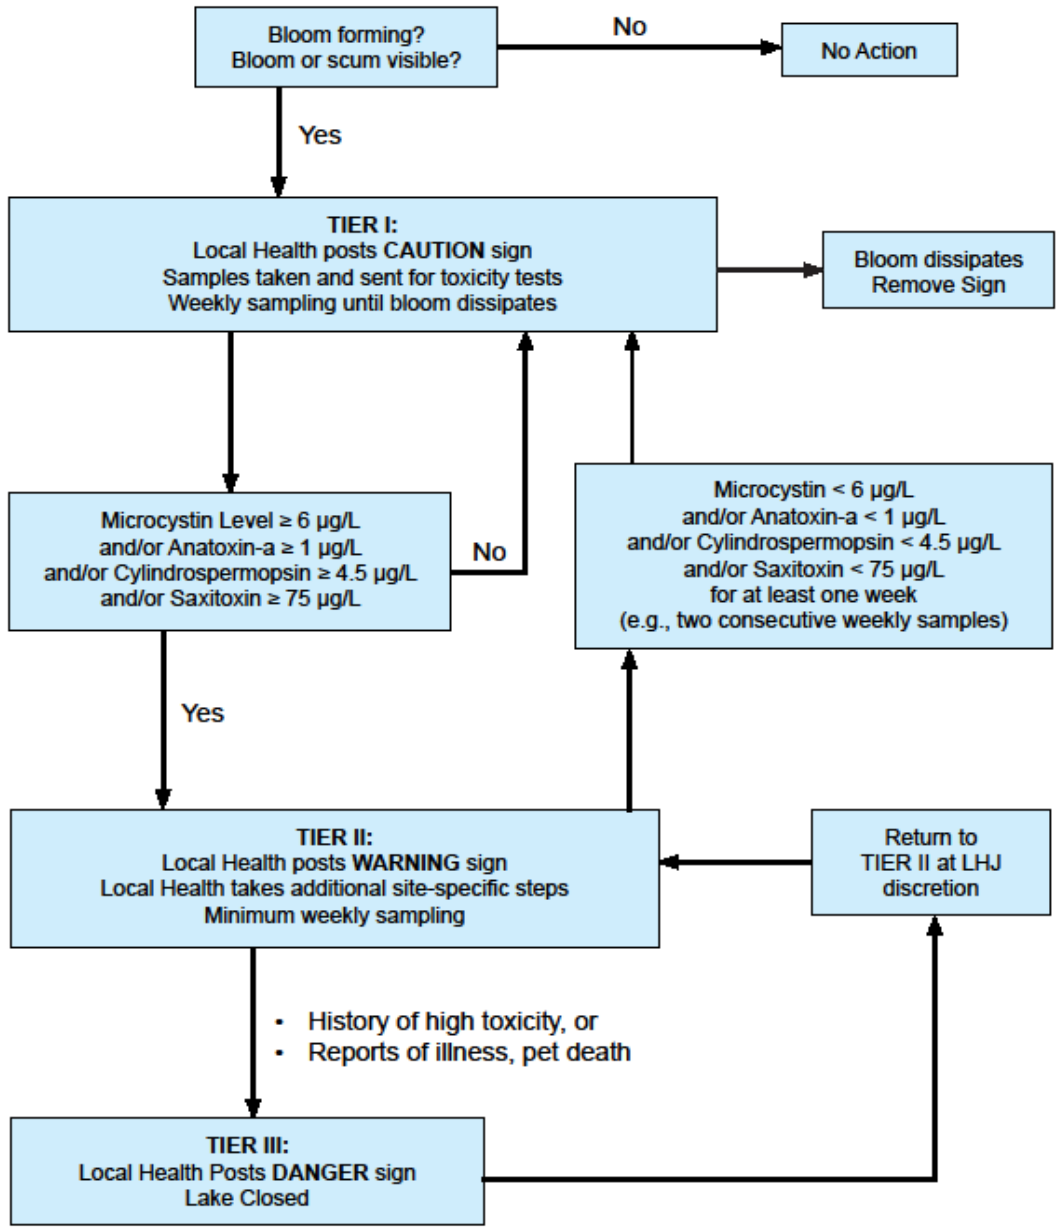 Bloom forming?
Bloom or scum visible?
No
No Action
Yes
TIER I:
Local Health posts CAUTION sign
Samples taken and sent for toxicity tests
Weekly sampling until bloom dissipates
Bloom dissipates
Remove Sign
Microcystin Level ≥ 6 µg/L
and/or Anatoxin-a ≥ 1 µg/L
and/or Cylindrospermopsin ≥ 4.5 µg/L
and/or Saxitoxin ≥ 75 µg/L
No
Microcystin < 6 µg/L
and/or Anatoxin-a < 1 µg/L
and/or Cylindrospermopsin < 4.5 µg/L
and/or Saxitoxin < 75 µg/L
for at least one week
(e.g., two consecutive weekly samples)
Yes
TIER II:
Local Health posts WARNING sign
Local Health takes additional site-specific steps
Minimum weekly sampling
Return to
TIER II at LHJ
discretion
• History of high toxicity, or
• Reports of illness, pet death
TIER III:
Local Health Posts DANGER sign
Lake Closed